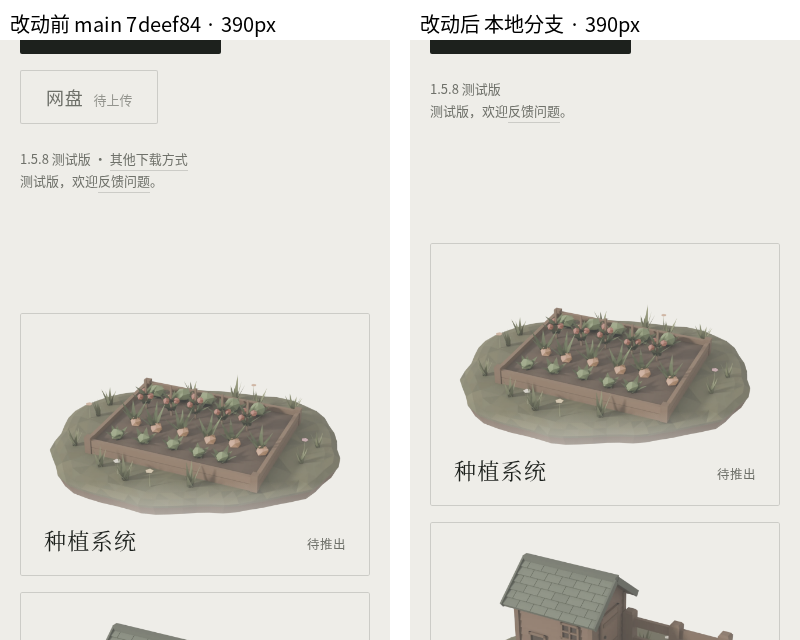 改动前 main 7deef84 · 390px
网盘 待上传
1.5.8 测试版 · 其他下载方式
测试版，欢迎反馈问题。
种植系统
待推出
改动后 本地分支 · 390px
1.5.8 测试版
测试版，欢迎反馈问题。
种植系统
待推出